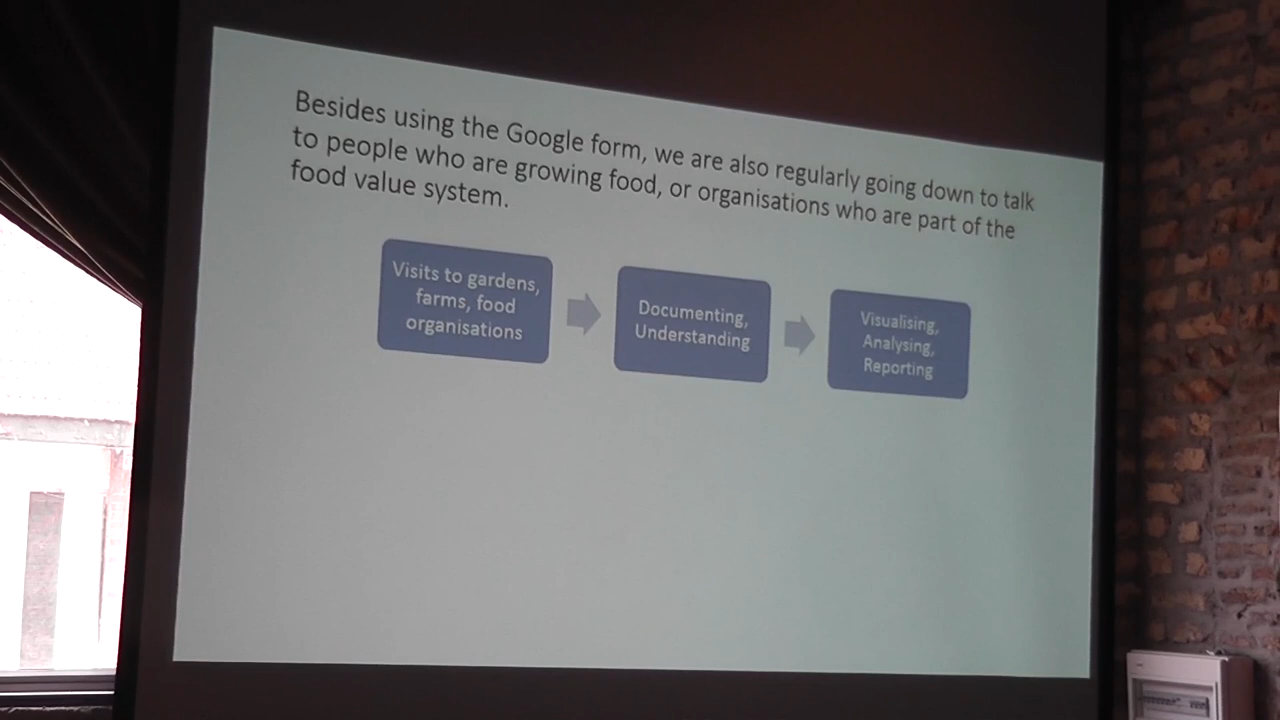 Besides using the Google form, we are also regularly going down to talk
to people who are growing food, or organisations who are part of the
food value system.
Visits to gardens,
farms, food
organisations
Documenting,
Understanding
Visualising,
Analysing,
Reporting